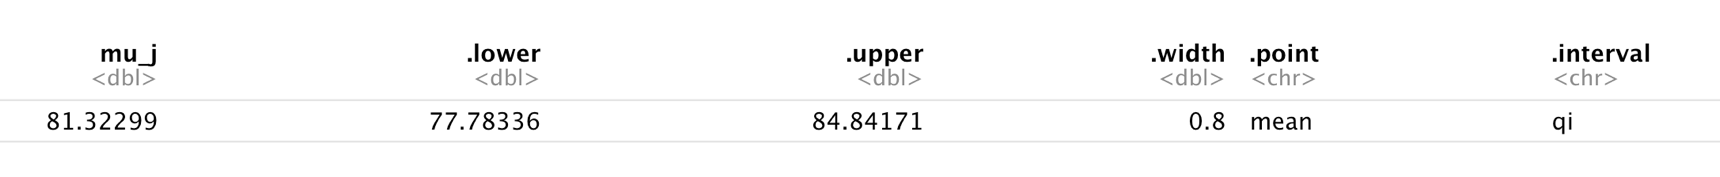 mu_j .lower .upper .width .point .interval
<dbl> <dbl> <dbl> <dbl> <chr> <chr>
81.32299 77.78336 84.84171 0.8 mean qi